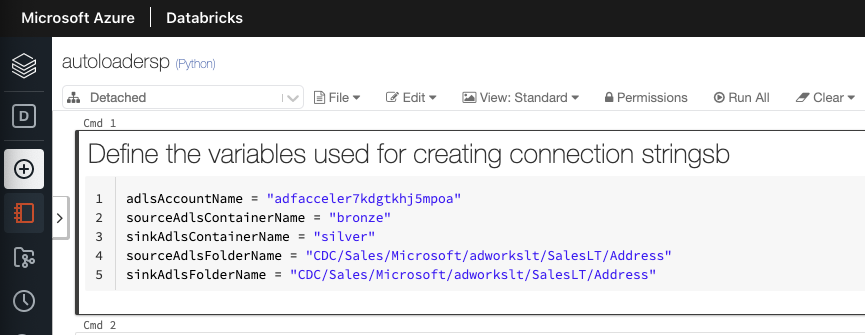 Microsoft Azure Databricks
autoloadersp (Python)
Detached File Edit View: Standard Permissions Run All Clear
D
Cmd 1
Define the variables used for creating connection stringsb
1 adlsAccountName = "adfacceler7kdgtkhj5mpoa"
2 sourceAdlsContainerName = "bronze"
3 sinkAdlsContainerName = "silver"
4 sourceAdlsFolderName = "CDC/Sales/Microsoft/adworkslt/SalesLT/Address"
5 sinkAdlsFolderName = "CDC/Sales/Microsoft/adworkslt/SalesLT/Address"
Cmd 2